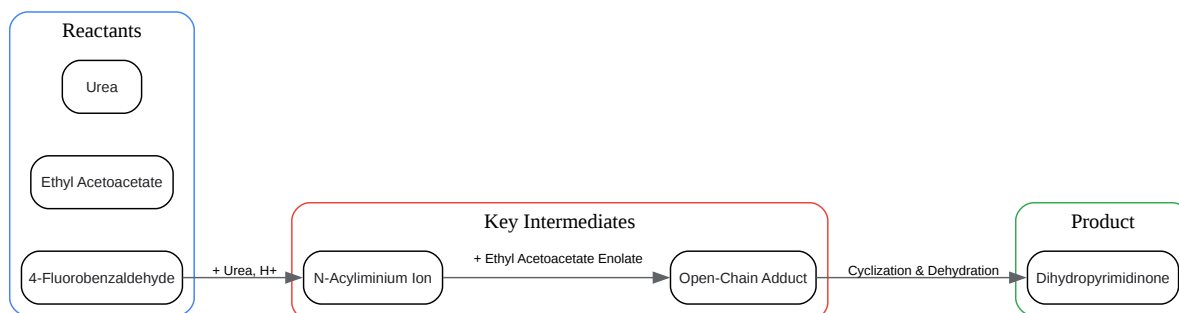 Reactants
Urea
Ethyl Acetoacetate
4-Fluorobenzaldehyde
+ Urea, H+
Key Intermediates
N-Acyliminium Ion
+ Ethyl Acetoacetate Enolate
Open-Chain Adduct
Cyclization & Dehydration
Product
Dihydropyrimidinone